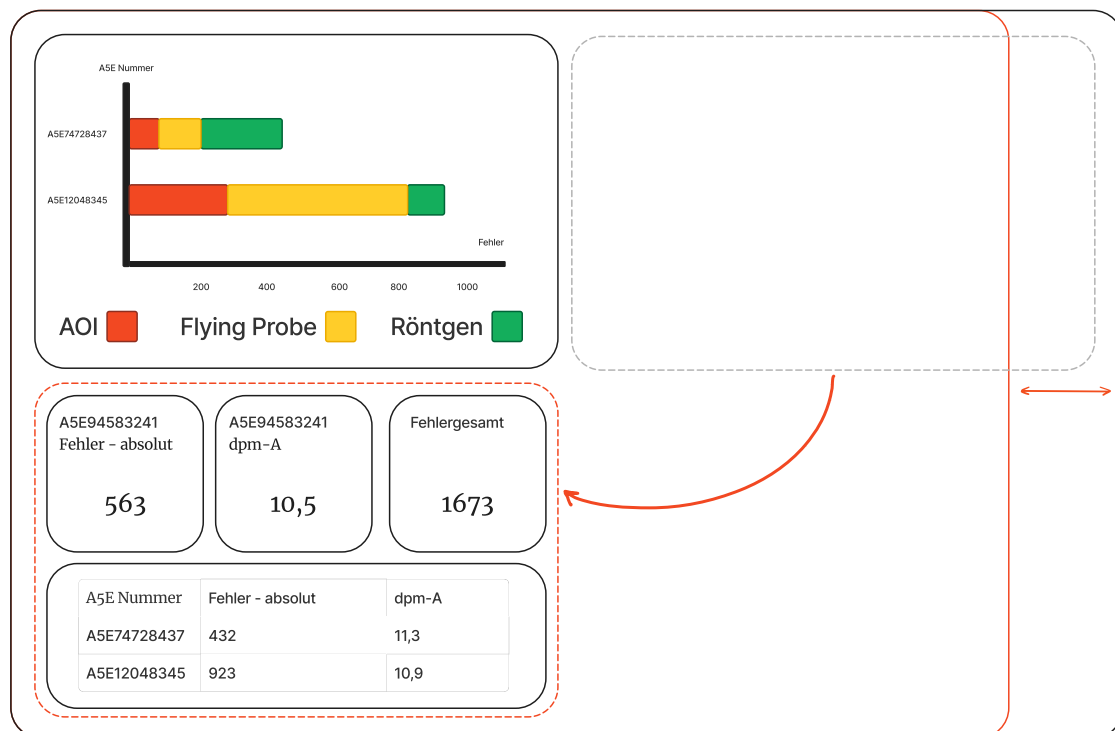 A5E Nummer
A5E74728437
A5E12048345
Fehler
200 400 600 800 1000
AOI Flying Probe Röntgen
A5E94583241
Fehler - absolut
563
A5E94583241
dpm-A
10,5
Fehlergesamt
1673
A5E Nummer Fehler - absolut dpm-A
A5E74728437 432 11,3
A5E12048345 923 10,9